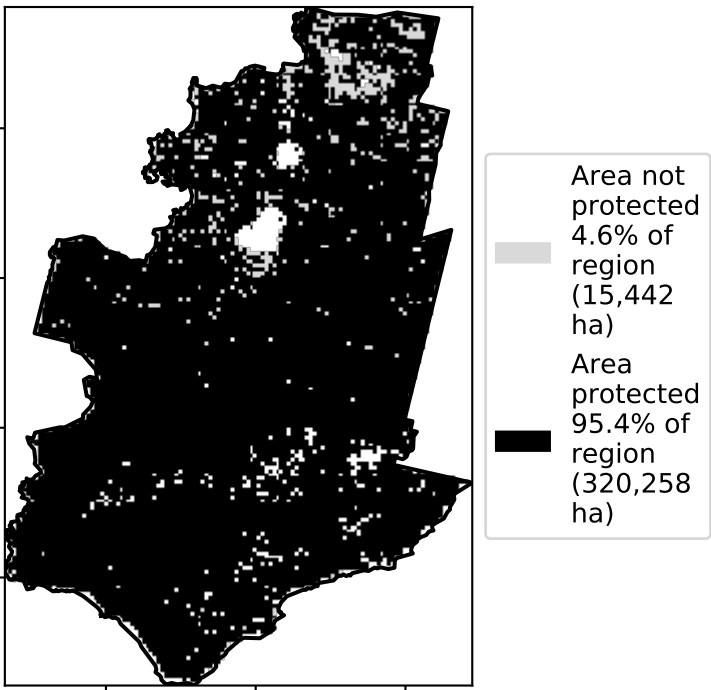 Area not
protected
4.6% of
region
(15,442
ha)
Area
protected
95.4% of
region
(320,258
ha)